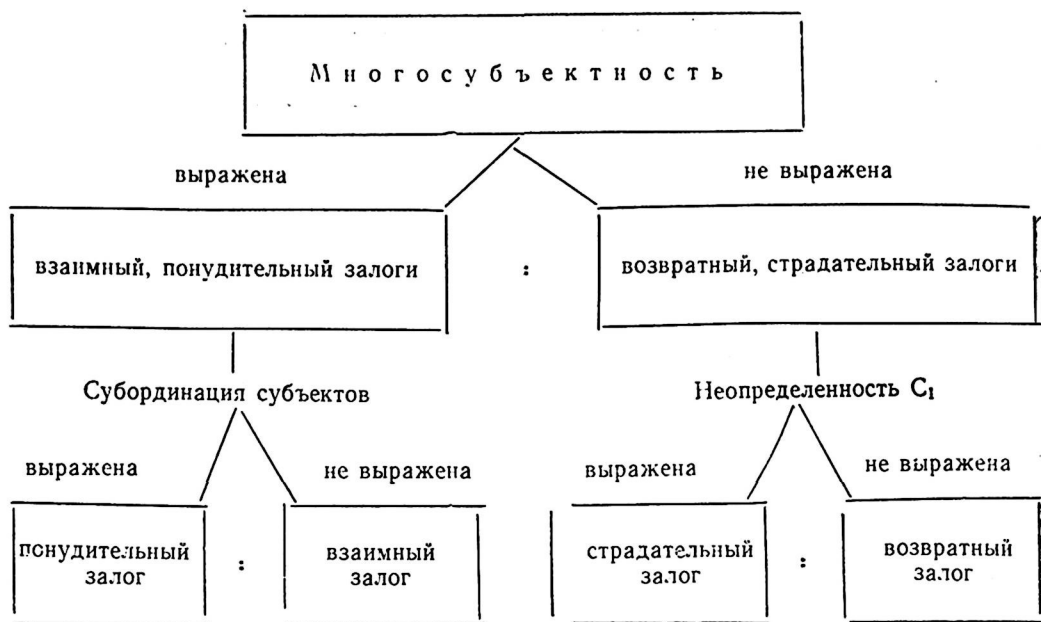 Многосубъектность
выражена
не выражена
взаимный, понудительный залоги
:
возвратный, страдательный залоги
Субординация субъектов
Неопределенность С₁
выражена
не выражена
выражена
не выражена
понудительный
залог
:
взаимный
залог
страдательный
залог
:
возвратный
залог